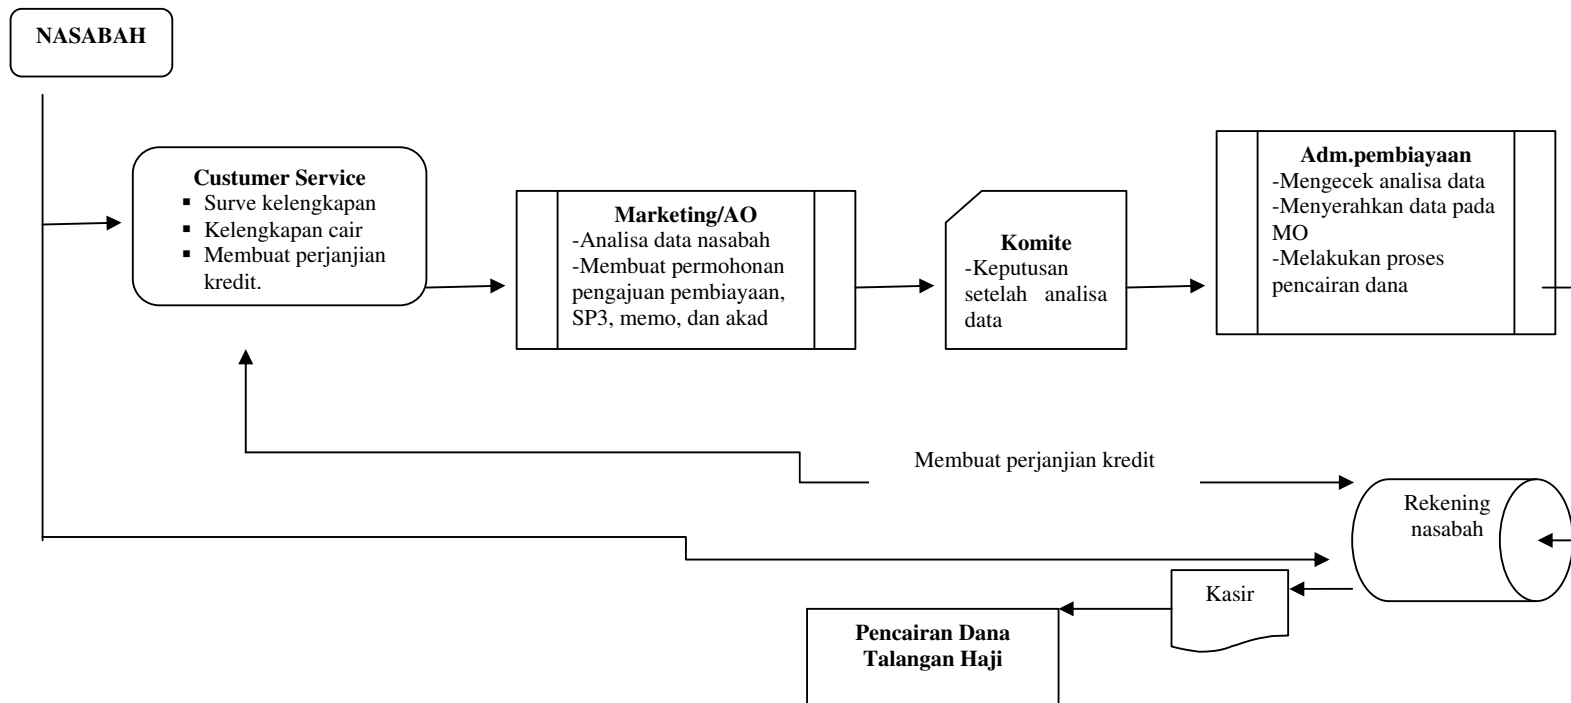 NASABAH
Custumer Service
▪ Surve kelengkapan
▪ Kelengkapan cair
▪ Membuat perjanjian
kredit.
Marketing/AO
-Analisa data nasabah
-Membuat permohonan
pengajuan pembiayaan,
SP3, memo, dan akad
Komite
-Keputusan
setelah analisa
data
Adm.pembiayaan
-Mengecek analisa data
-Menyerahkan data pada
MO
-Melakukan proses
pencairan dana
Membuat perjanjian kredit
Rekening
nasabah
Kasir
Pencairan Dana
Talangan Haji